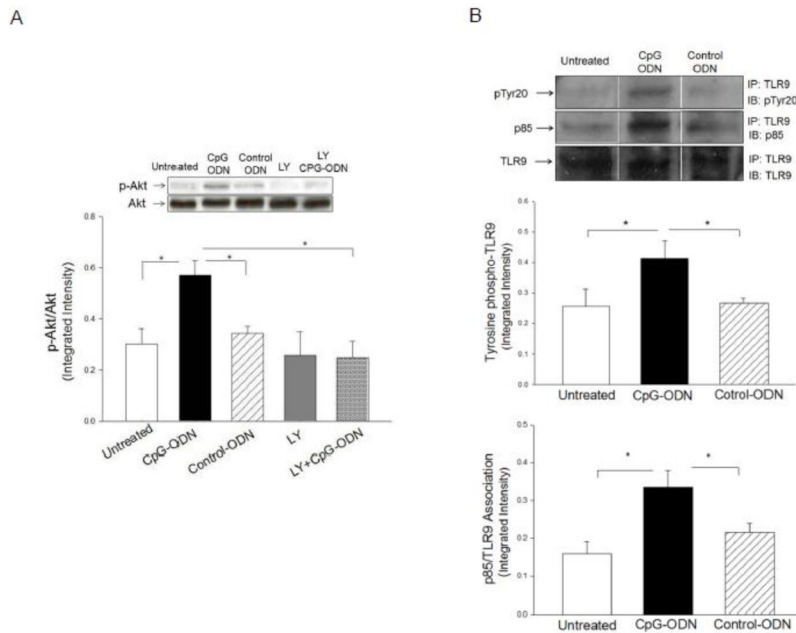 A
Untreated
CpG
ODN
Control
ODN
LY
LY
CPG-ODN
p-Akt
Akt
p-Akt/Akt
(Integrated Intensity)
0.8
0.6
0.4
0.2
0.0
*
*
*
Untreated
CpG-ODN
Control-ODN
LY
LY+CpG-ODN
B
Untreated
CpG
ODN
Control
ODN
pTyr20
IP: TLR9
IB: pTyr20
p85
IP: TLR9
IB: p85
TLR9
IP: TLR9
IB: TLR9
Tyrosine phospho-TLR9
(Integrated Intensity)
0.6
0.5
0.4
0.3
0.2
0.1
0.0
*
*
Untreated
CpG-ODN
Cotrol-ODN
p85/TLR9 Association
(Integrated Intensity)
0.5
0.4
0.3
0.2
0.1
0.0
*
*
Untreated
CpG-ODN
Control-ODN